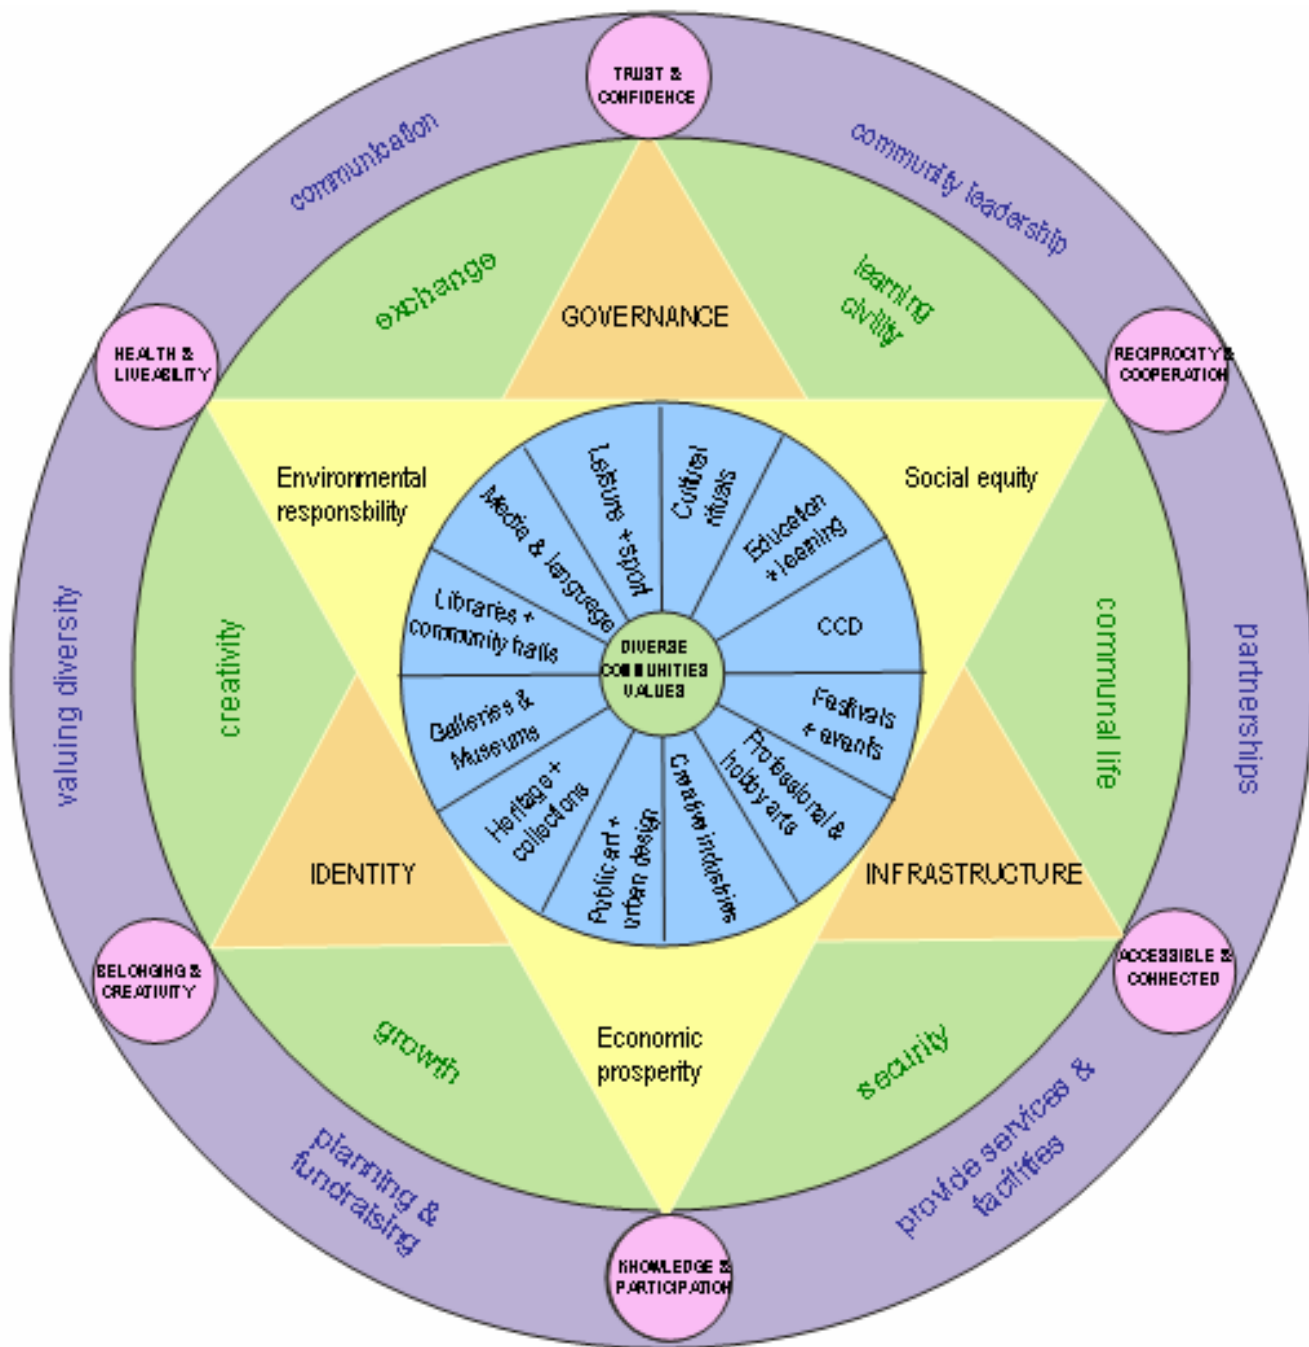 TRUST &
CONFIDENCE
communication
community leadership
exchange
learning
civility
GOVERNANCE
HEALTH &
LIVEABILITY
RECIPROCITY &
COOPERATION
Environmental
responsbility
Social equity
Leisure + sport
Cultural
rituals
Media & language
Education
+ learning
Libraries +
community halls
CCD
DIVERSE
COMMUNITIES
VALUES
valuing diversity
creativity
communal life
partnerships
Galleries &
Museums
Festivals
+ events
Heritage +
collections
Professional &
hobby arts
Public art +
urban design
Creative industries
IDENTITY
INFRASTRUCTURE
BELONGING &
CREATIVITY
ACCESSIBLE &
CONNECTED
growth
Economic
prosperity
security
planning &
fundraising
provide services &
facilities
KNOWLEDGE &
PARTICIPATION